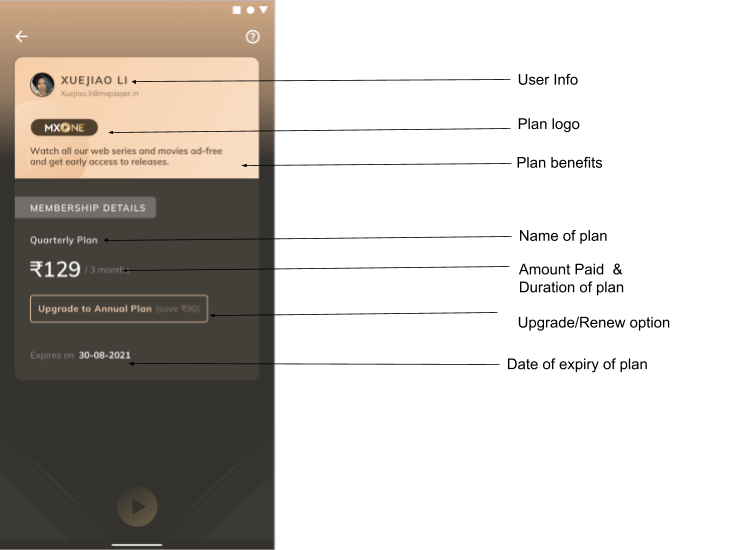 XUEJIAO LI
Xuejiao.li@mxplayer.in
MXONE
Watch all our web series and movies ad-free
and get early access to releases.
MEMBERSHIP DETAILS
Quarterly Plan
₹129 / 3 months
Upgrade to Annual Plan (save ₹90)
Expires on 30-08-2021
User Info
Plan logo
Plan benefits
Name of plan
Amount Paid &
Duration of plan
Upgrade/Renew option
Date of expiry of plan